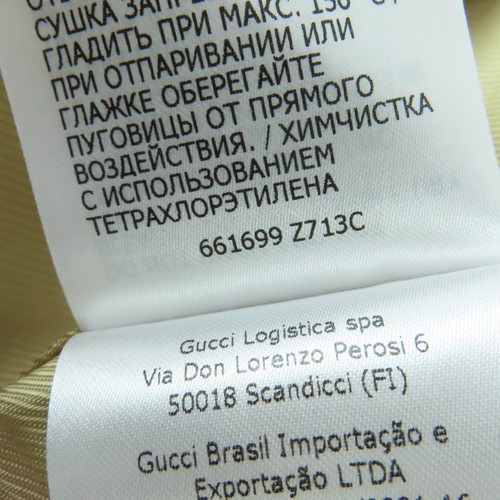 СУШКА
ГЛАДИТЬ ПРИ МАКС. 150
ПРИ ОТПАРИВАНИИ ИЛИ
ГЛАЖКЕ ОБЕРЕГАЙТЕ
ПУГОВИЦЫ ОТ ПРЯМОГО
ВОЗДЕЙСТВИЯ. / ХИМЧИСТКА
С ИСПОЛЬЗОВАНИЕМ
ТЕТРАХЛОРЭТИЛЕНА
661699 Z713C
Gucci Logistica spa
Via Don Lorenzo Perosi 6
50018 Scandicci (FI)
Gucci Brasil Importação e
Exportação LTDA